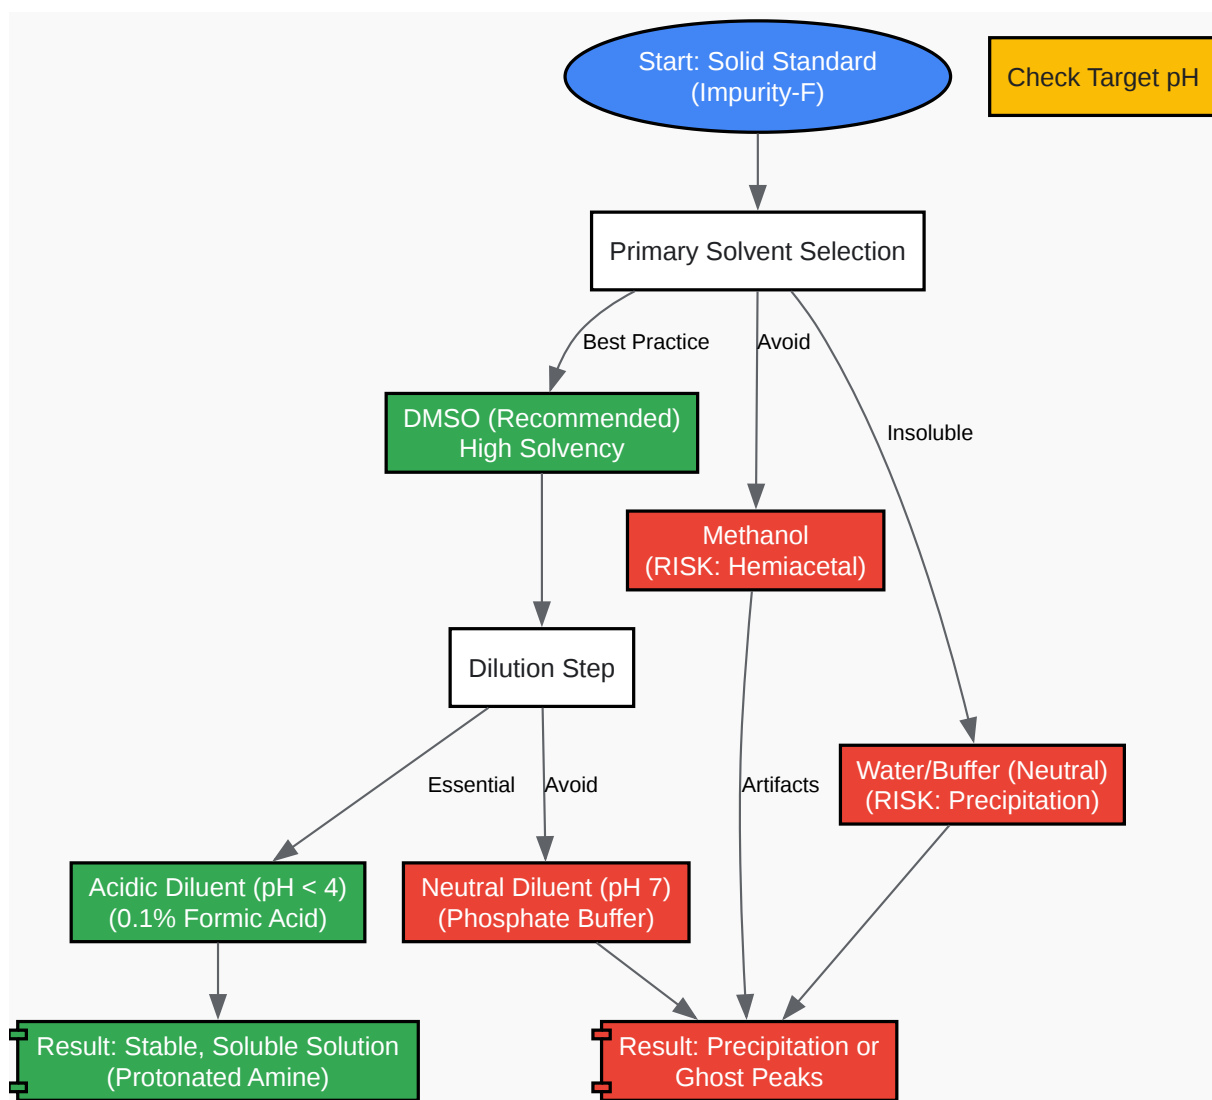 Start: Solid Standard
(Impurity-F)
Check Target pH
Primary Solvent Selection
Best Practice
Avoid
DMSO (Recommended)
High Solvency
Insoluble
Methanol
(RISK: Hemiacetal)
Dilution Step
Essential
Avoid
Artifacts
Water/Buffer (Neutral)
(RISK: Precipitation)
Acidic Diluent (pH < 4)
(0.1% Formic Acid)
Neutral Diluent (pH 7)
(Phosphate Buffer)
Result: Stable, Soluble Solution
(Protonated Amine)
Result: Precipitation or
Ghost Peaks